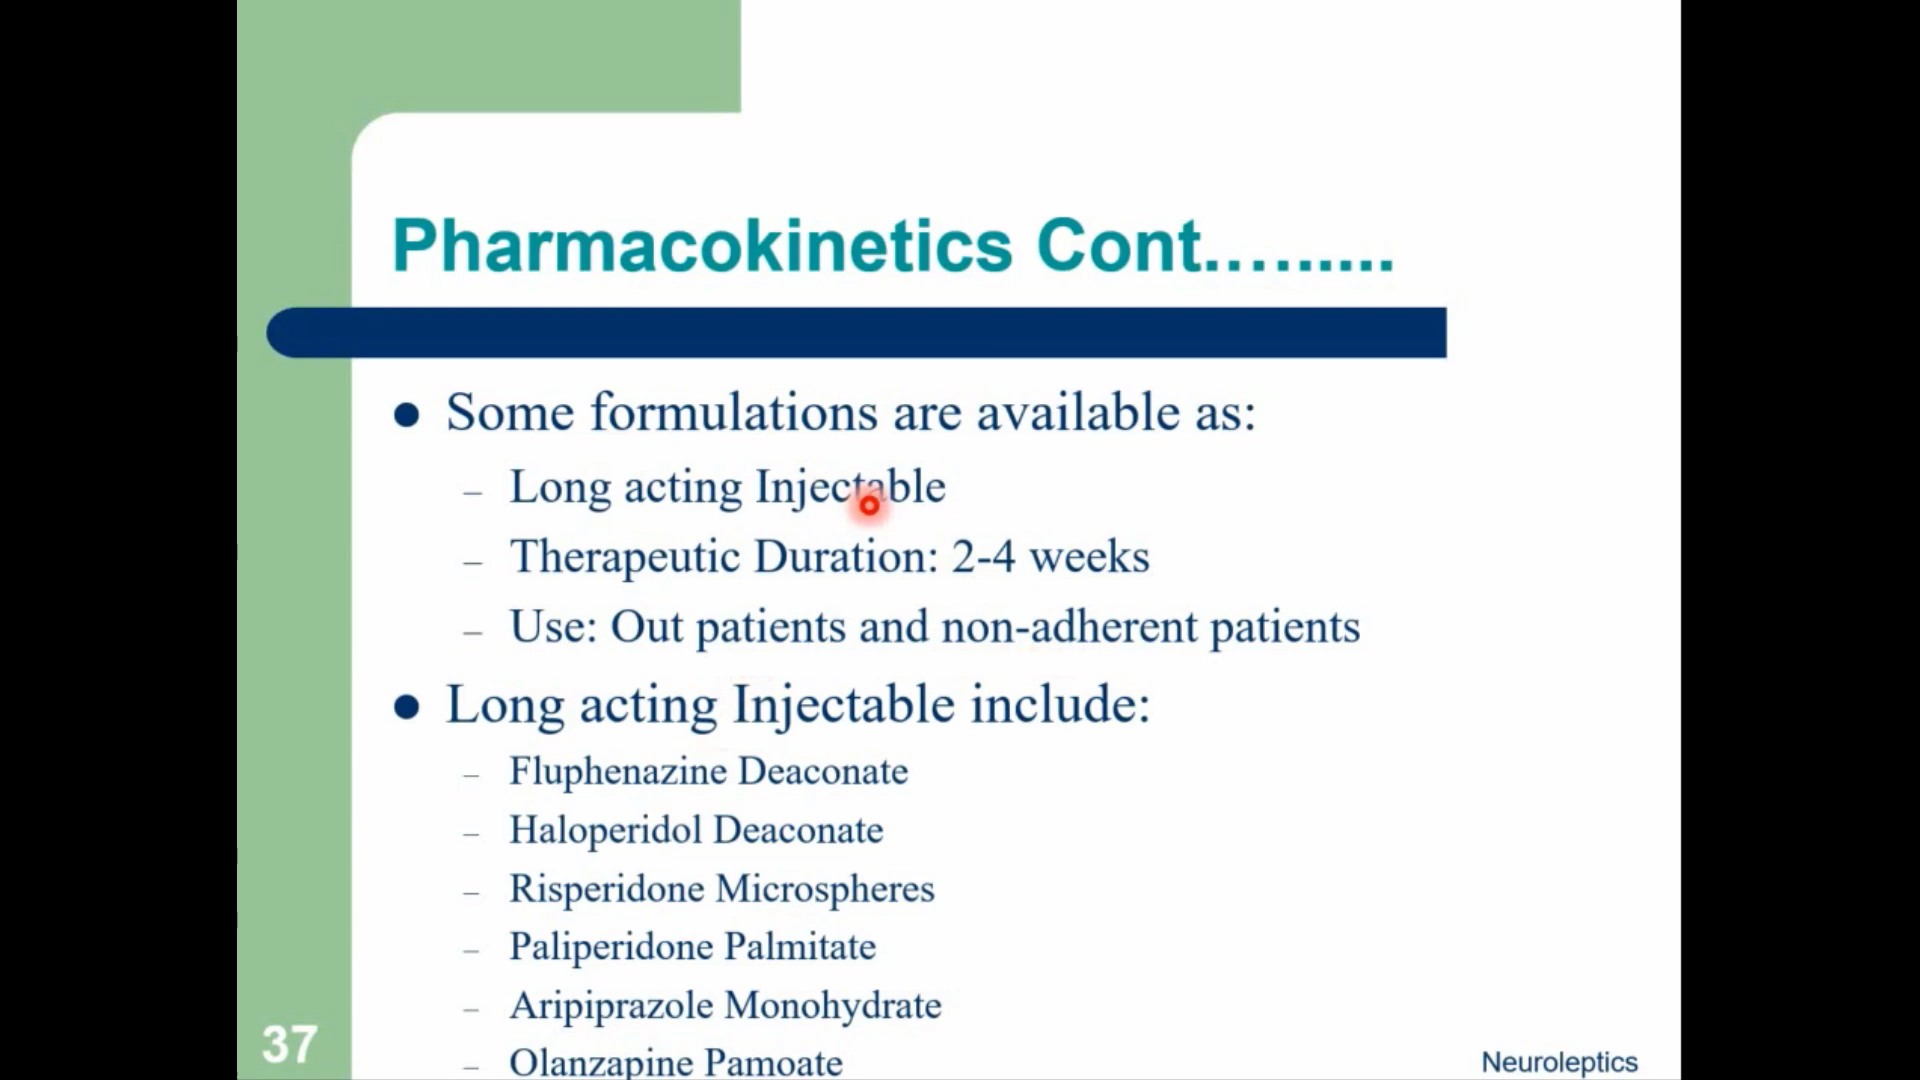 Pharmacokinetics Cont..........
● Some formulations are available as:
– Long acting Injectable
– Therapeutic Duration: 2-4 weeks
– Use: Out patients and non-adherent patients
● Long acting Injectable include:
– Fluphenazine Deaconate
– Haloperidol Deaconate
– Risperidone Microspheres
– Paliperidone Palmitate
– Aripiprazole Monohydrate
– Olanzapine Pamoate
37
Neuroleptics